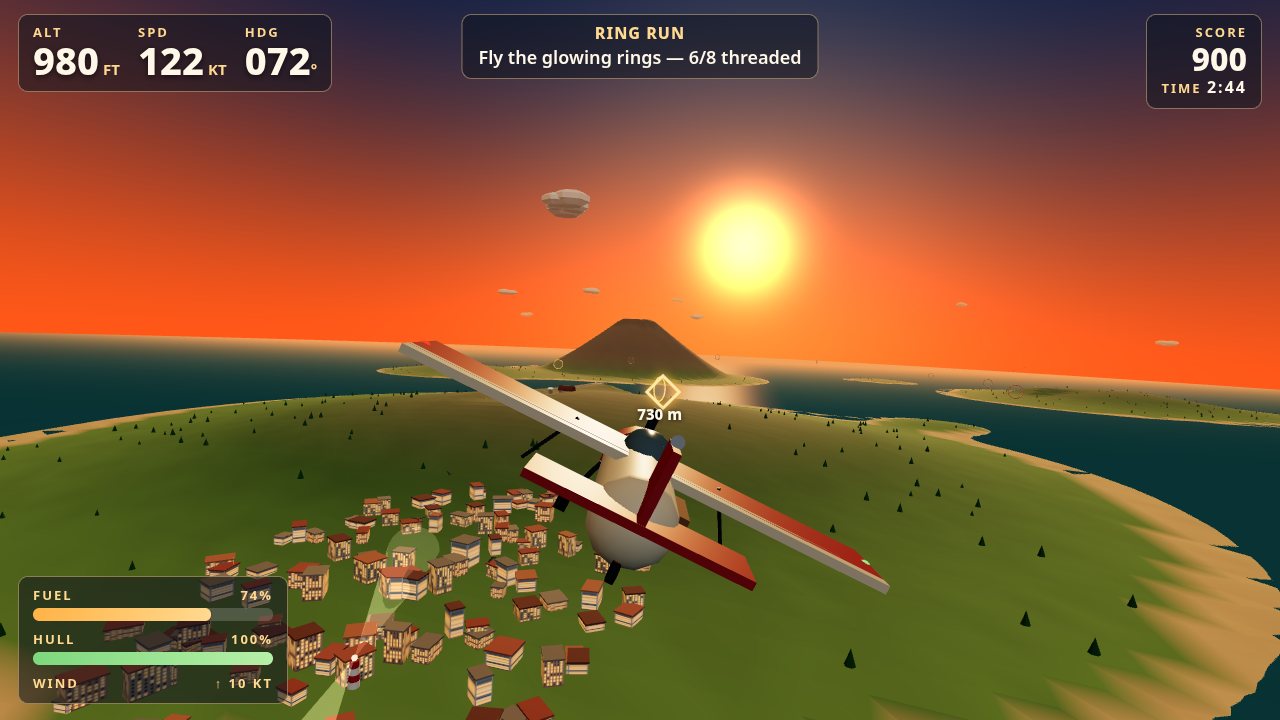 ALT SPD HDG
980 FT 122 KT 072°
RING RUN
Fly the glowing rings — 6/8 threaded
SCORE
900
TIME 2:44
730 m
FUEL 74%
HULL 100%
WIND ↑ 10 KT